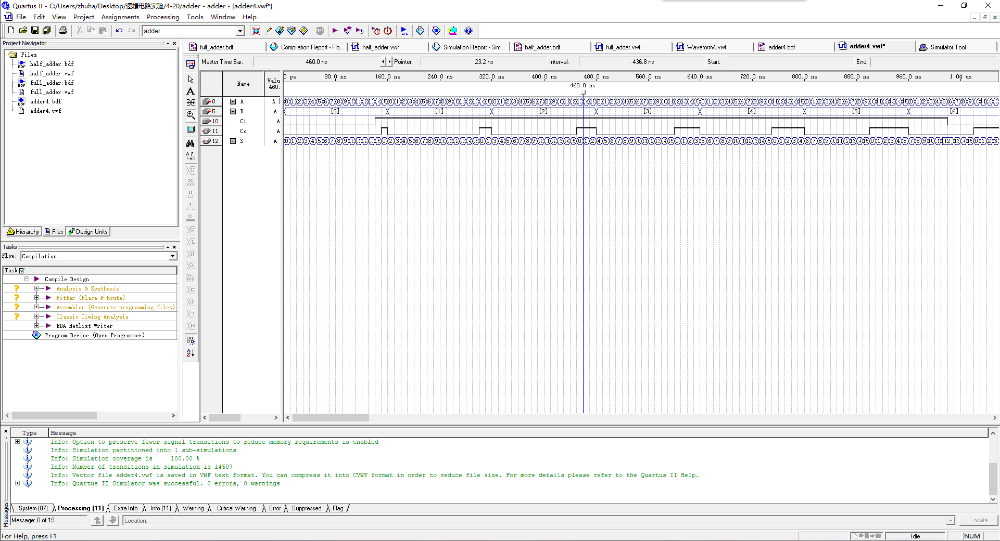 Quartus II - C:/Users/zhuha/Desktop/逻辑电路实验/4-20/adder - adder - [adder4.vwf*]
File Edit View Project Assignments Processing Tools Window Help
adder
Project Navigator
Files
half_adder.bdf
half_adder.vwf
full_adder.bdf
full_adder.vwf
adder4.bdf
adder4.vwf
Hierarchy Files Design Units
Tasks
Flow: Compilation
Task
Compile Design
Analysis & Synthesis
Fitter (Place & Route)
Assembler (Generate programming files)
Classic Timing Analysis
EDA Netlist Writer
Program Device (Open Programmer)
full_adder.bdf Compilation Report - Flo... half_adder.vwf Simulation Report - Sim... half_adder.bdf full_adder.vwf Waveform4.vwf adder4.bdf adder4.vwf* Simulator Tool
Master Time Bar: 460.0 ns Pointer: 23.2 ns Interval: -436.8 ns Start: End:
Name Valu 460.
0 ps 80.0 ns 160.0 ns 240.0 ns 320.0 ns 400.0 ns 480.0 ns 560.0 ns 640.0 ns 720.0 ns 800.0 ns 880.0 ns 960.0 ns 1.04 us
460.0 ns
0 A A
5 B A [0] [1] [2] [3] [4] [5] [6]
10 Ci A
11 Co A
12 S A
Type Message
Info: Option to preserve fewer signal transitions to reduce memory requirements is enabled
Info: Simulation partitioned into 1 sub-simulations
Info: Simulation coverage is 100.00 %
Info: Number of transitions in simulation is 14507
Info: Vector file adder4.vwf is saved in VWF text format. You can compress it into CVWF format in order to reduce file size. For more details please refer to the Quartus II Help.
Info: Quartus II Simulator was successful. 0 errors, 0 warnings
System (87) Processing (11) Extra Info Info (11) Warning Critical Warning Error Suppressed Flag
Messages
Message: 0 of 19 Location: Locate
For Help, press F1 Idle NUM